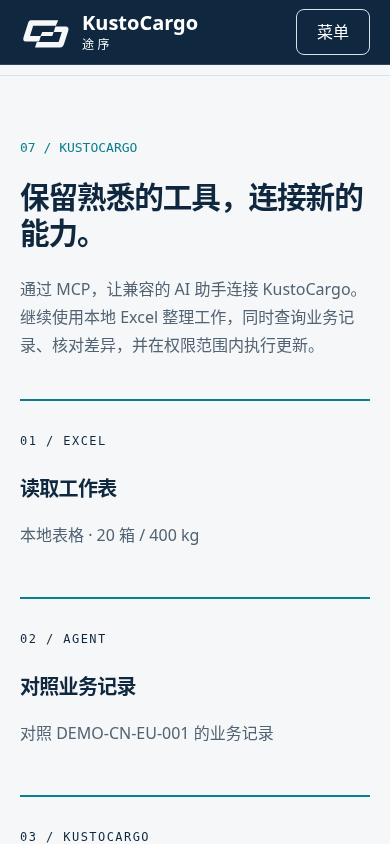 KustoCargo
途序
菜单
07 / KUSTOCARGO
保留熟悉的工具，连接新的
能力。
通过 MCP，让兼容的 AI 助手连接 KustoCargo。
继续使用本地 Excel 整理工作，同时查询业务记
录、核对差异，并在权限范围内执行更新。
01 / EXCEL
读取工作表
本地表格 · 20 箱 / 400 kg
02 / AGENT
对照业务记录
对照 DEMO-CN-EU-001 的业务记录
03 / KUSTOCARGO